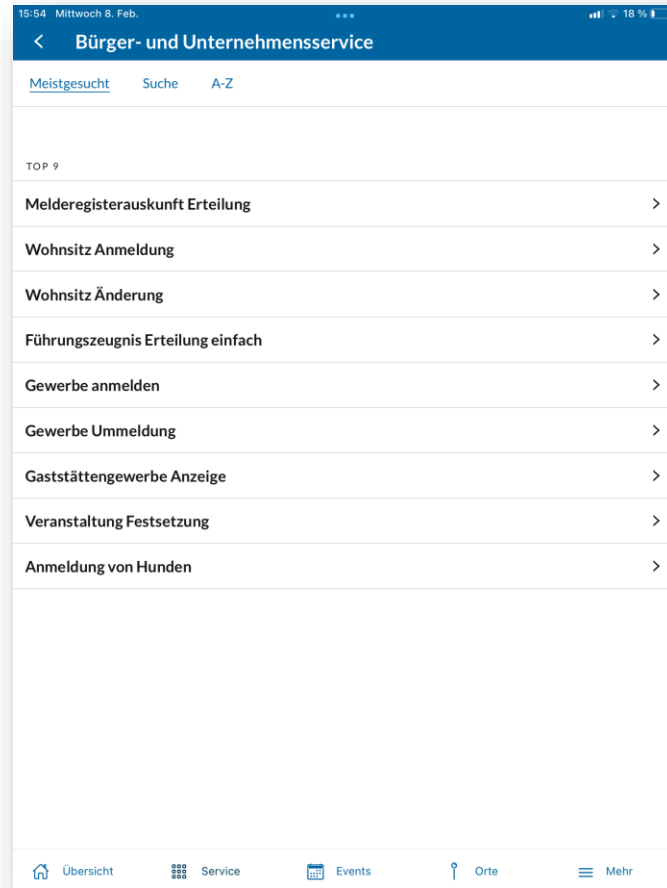 15:54 Mittwoch 8. Feb. 18 %
Bürger- und Unternehmensservice
Meistgesucht Suche A-Z
TOP 9
Melderegisterauskunft Erteilung
Wohnsitz Anmeldung
Wohnsitz Änderung
Führungszeugnis Erteilung einfach
Gewerbe anmelden
Gewerbe Ummeldung
Gaststättengewerbe Anzeige
Veranstaltung Festsetzung
Anmeldung von Hunden
Übersicht Service Events Orte Mehr